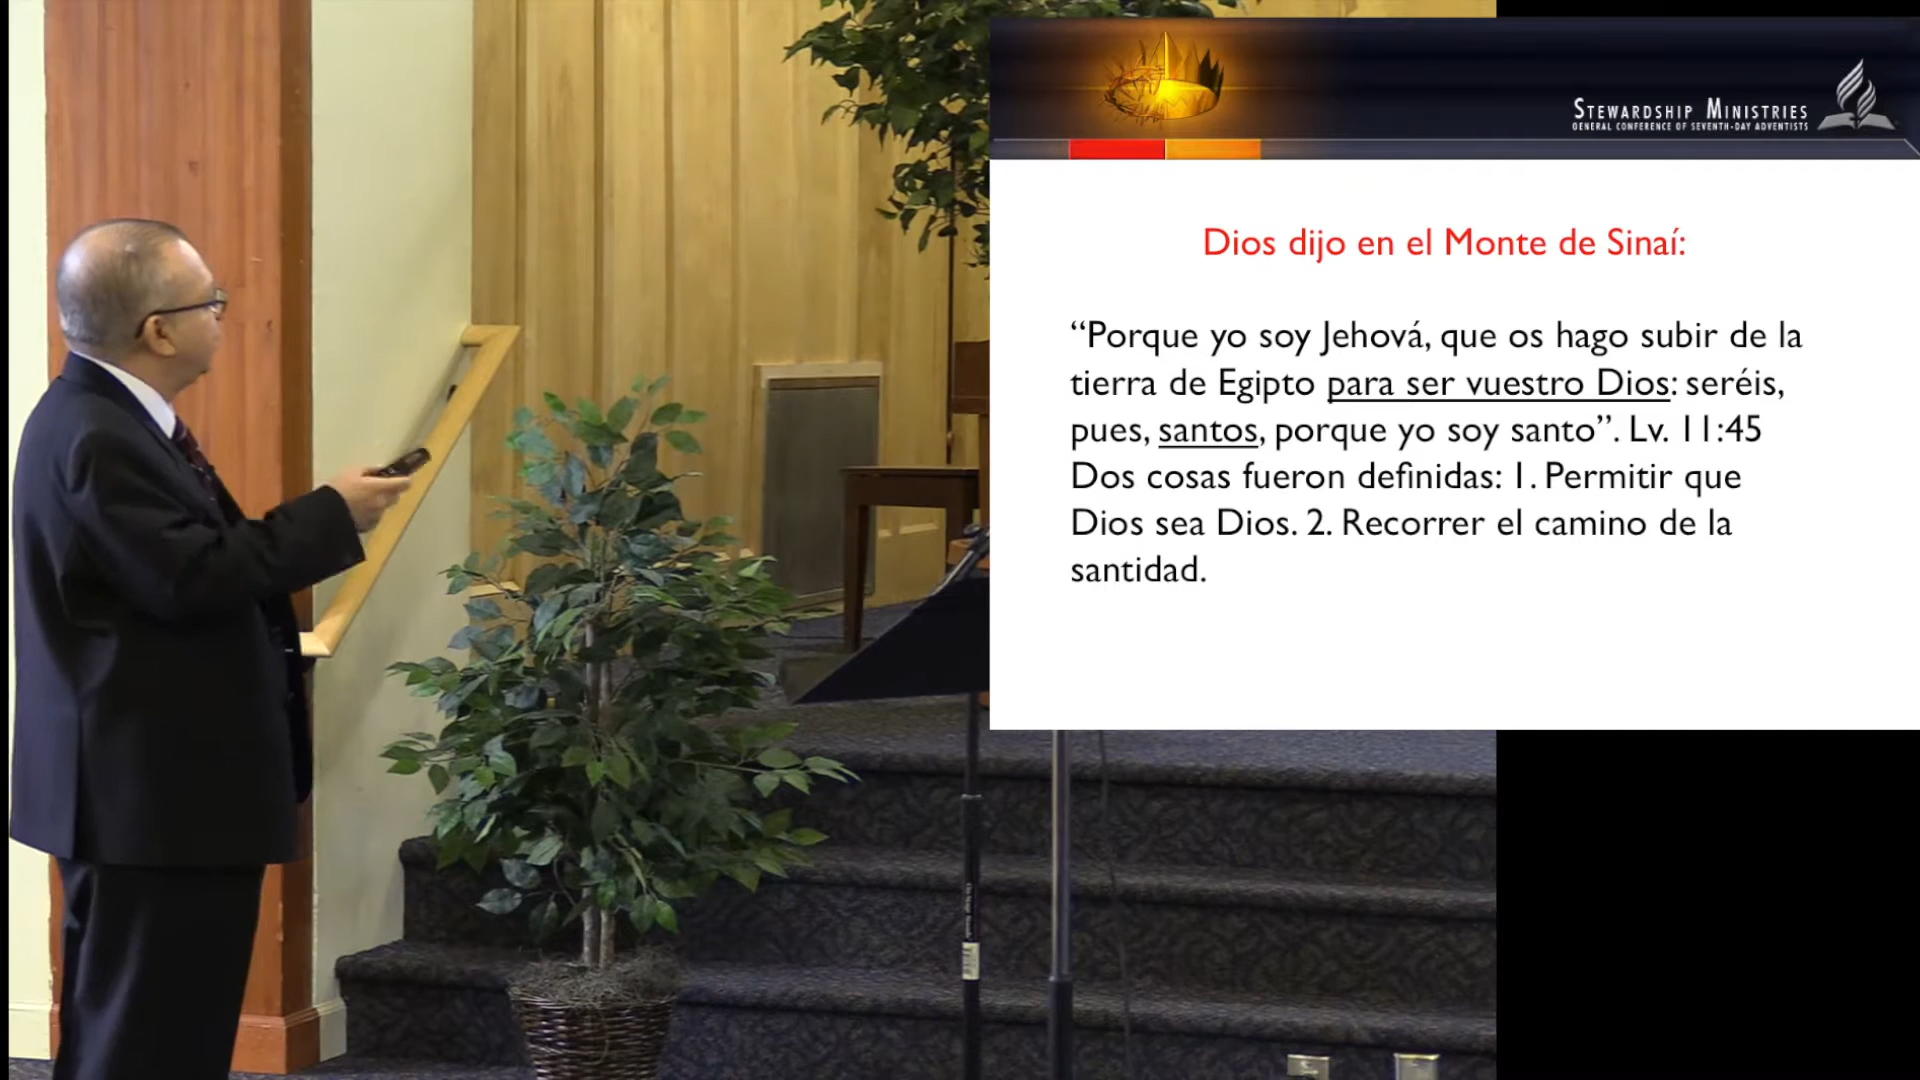 STEWARDSHIP MINISTRIES
GENERAL CONFERENCE OF SEVENTH-DAY ADVENTISTS
Dios dijo en el Monte de Sinaí:
“Porque yo soy Jehová, que os hago subir de la
tierra de Egipto para ser vuestro Dios: seréis,
pues, santos, porque yo soy santo”. Lv. 11:45
Dos cosas fueron definidas: 1. Permitir que
Dios sea Dios. 2. Recorrer el camino de la
santidad.